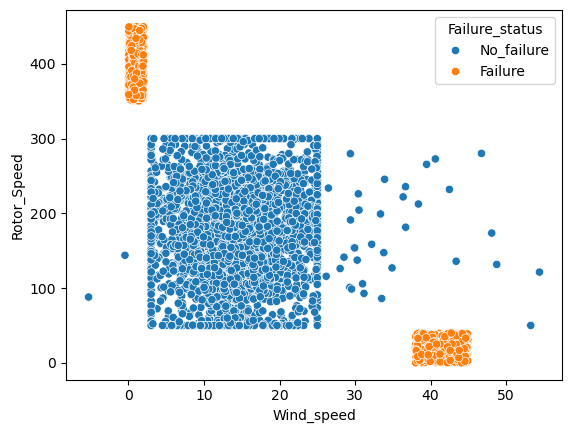 Failure_status
No_failure
Failure
400
300
200
100
0
Rotor_Speed
0 10 20 30 40 50
Wind_speed